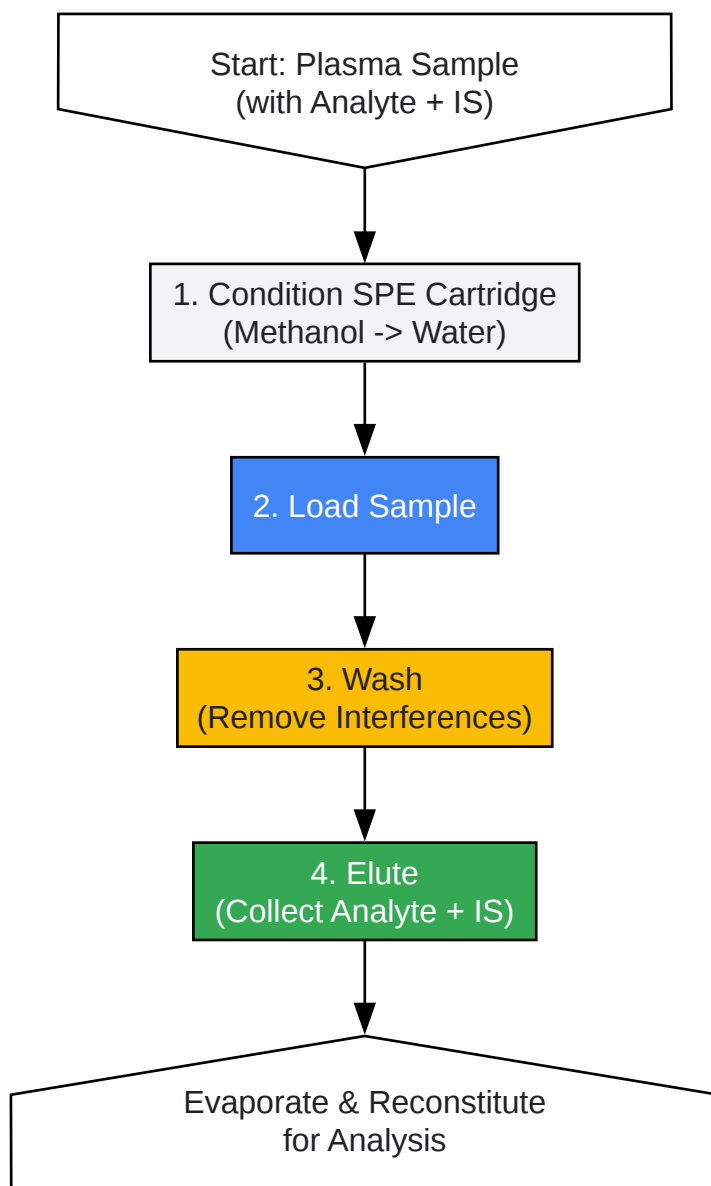 Start: Plasma Sample
(with Analyte + IS)
1. Condition SPE Cartridge
(Methanol -> Water)
2. Load Sample
3. Wash
(Remove Interferences)
4. Elute
(Collect Analyte + IS)
Evaporate & Reconstitute
for Analysis